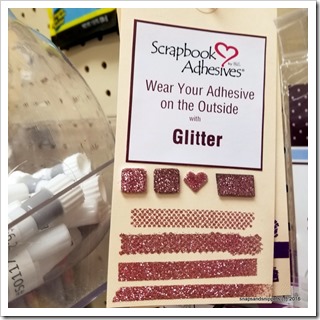 Scrapbook
Adhesives
by 3L
Wear Your Adhesive
on the Outside
with
Glitter